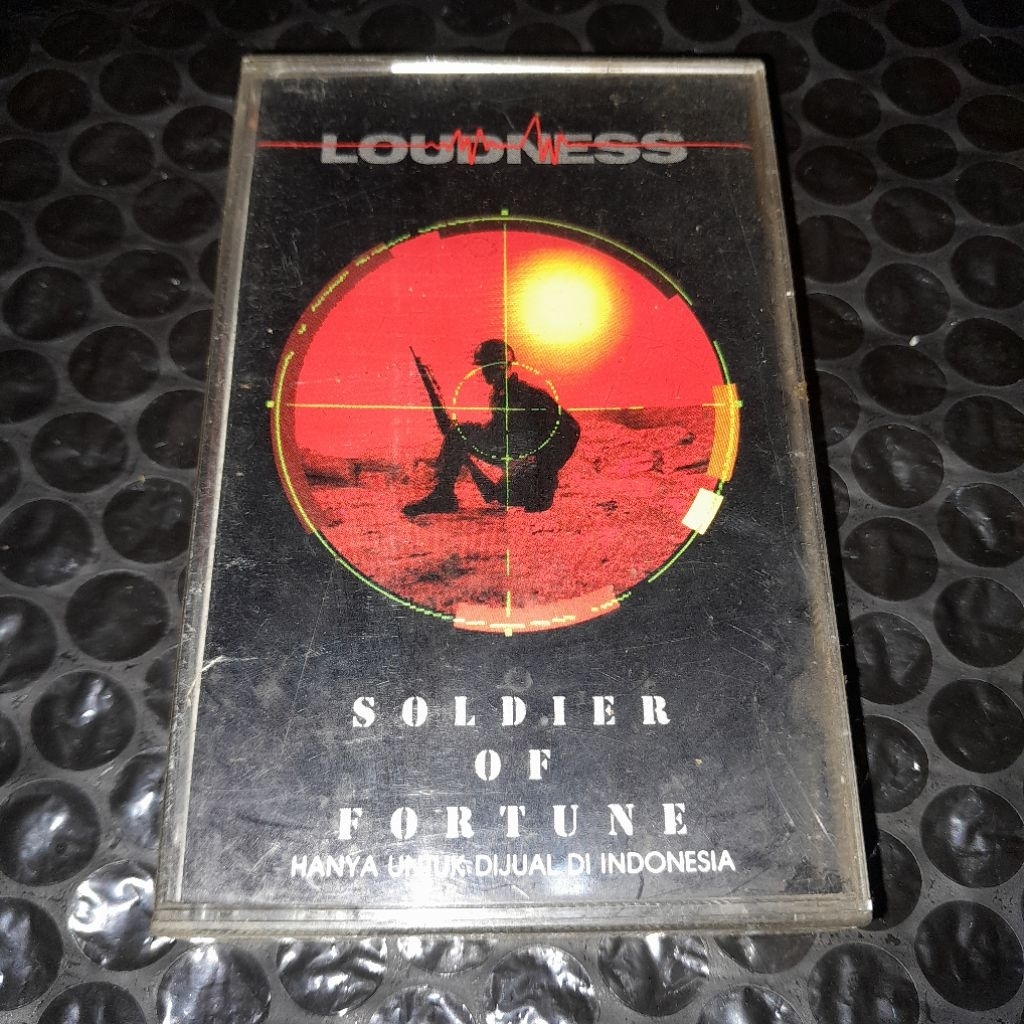 LOUDNESS
SOLDIER
OF
FORTUNE
HANYA UNTUK DIJUAL DI INDONESIA